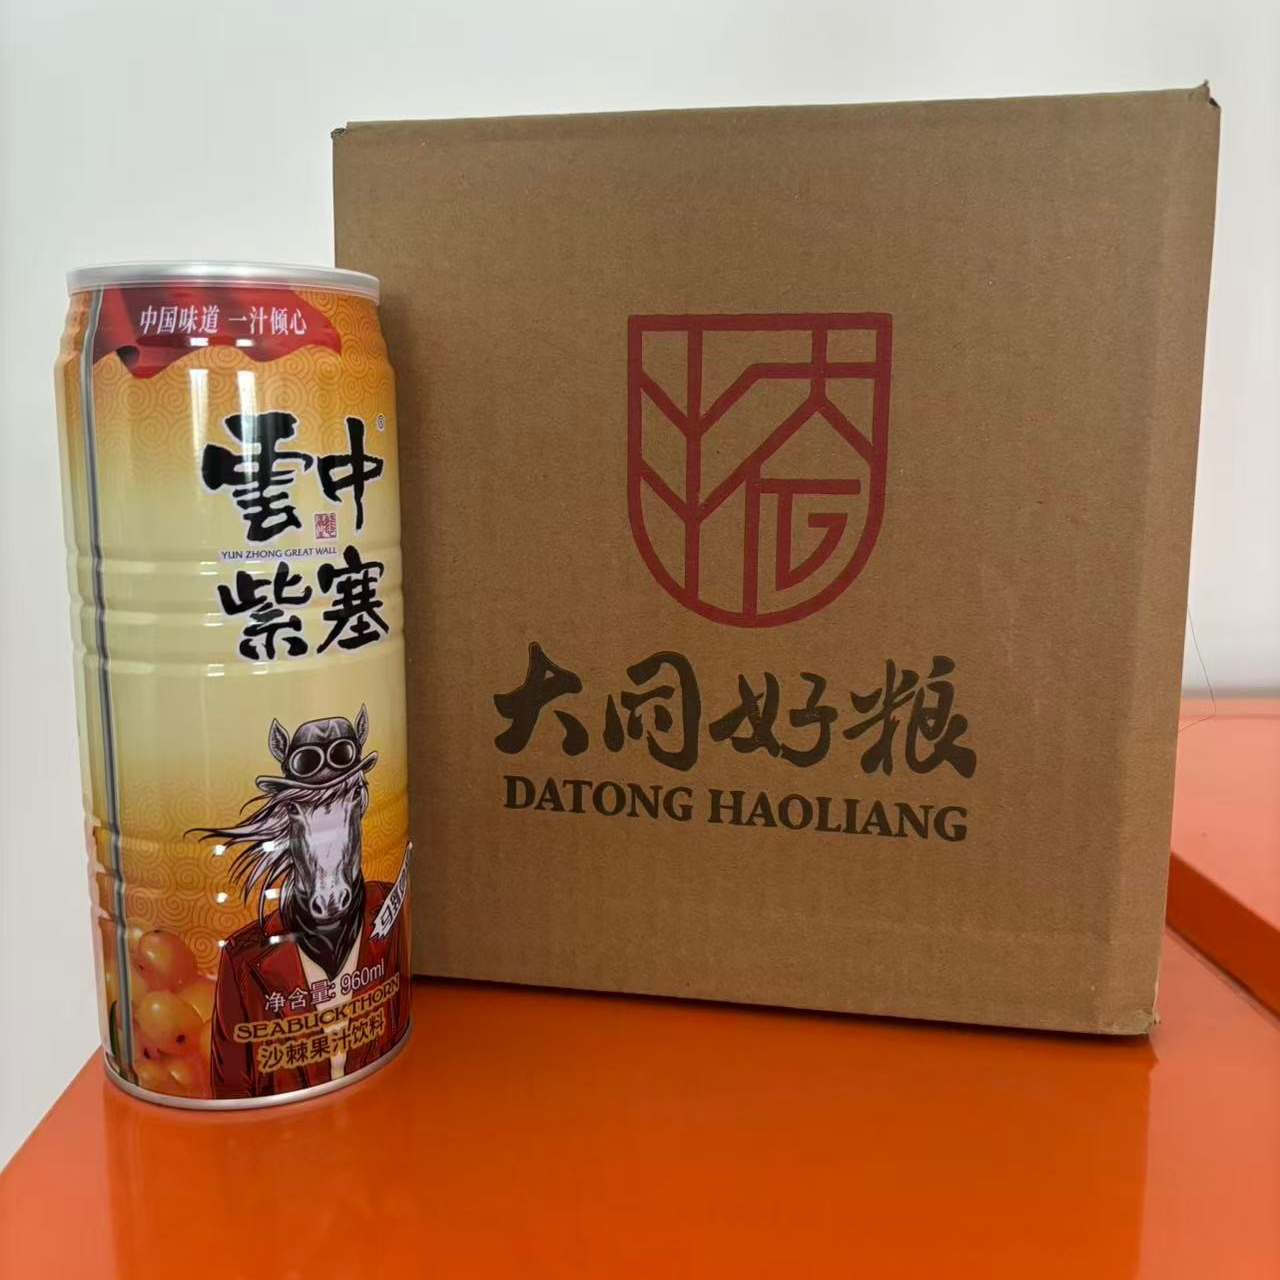 中国味道 一汁倾心
雲中
®
YUN ZHONG GREAT WALL
紫塞
净含量: 960ml
SEABUCKTHORN
沙棘果汁饮料
大同好粮
DATONG HAOLIANG